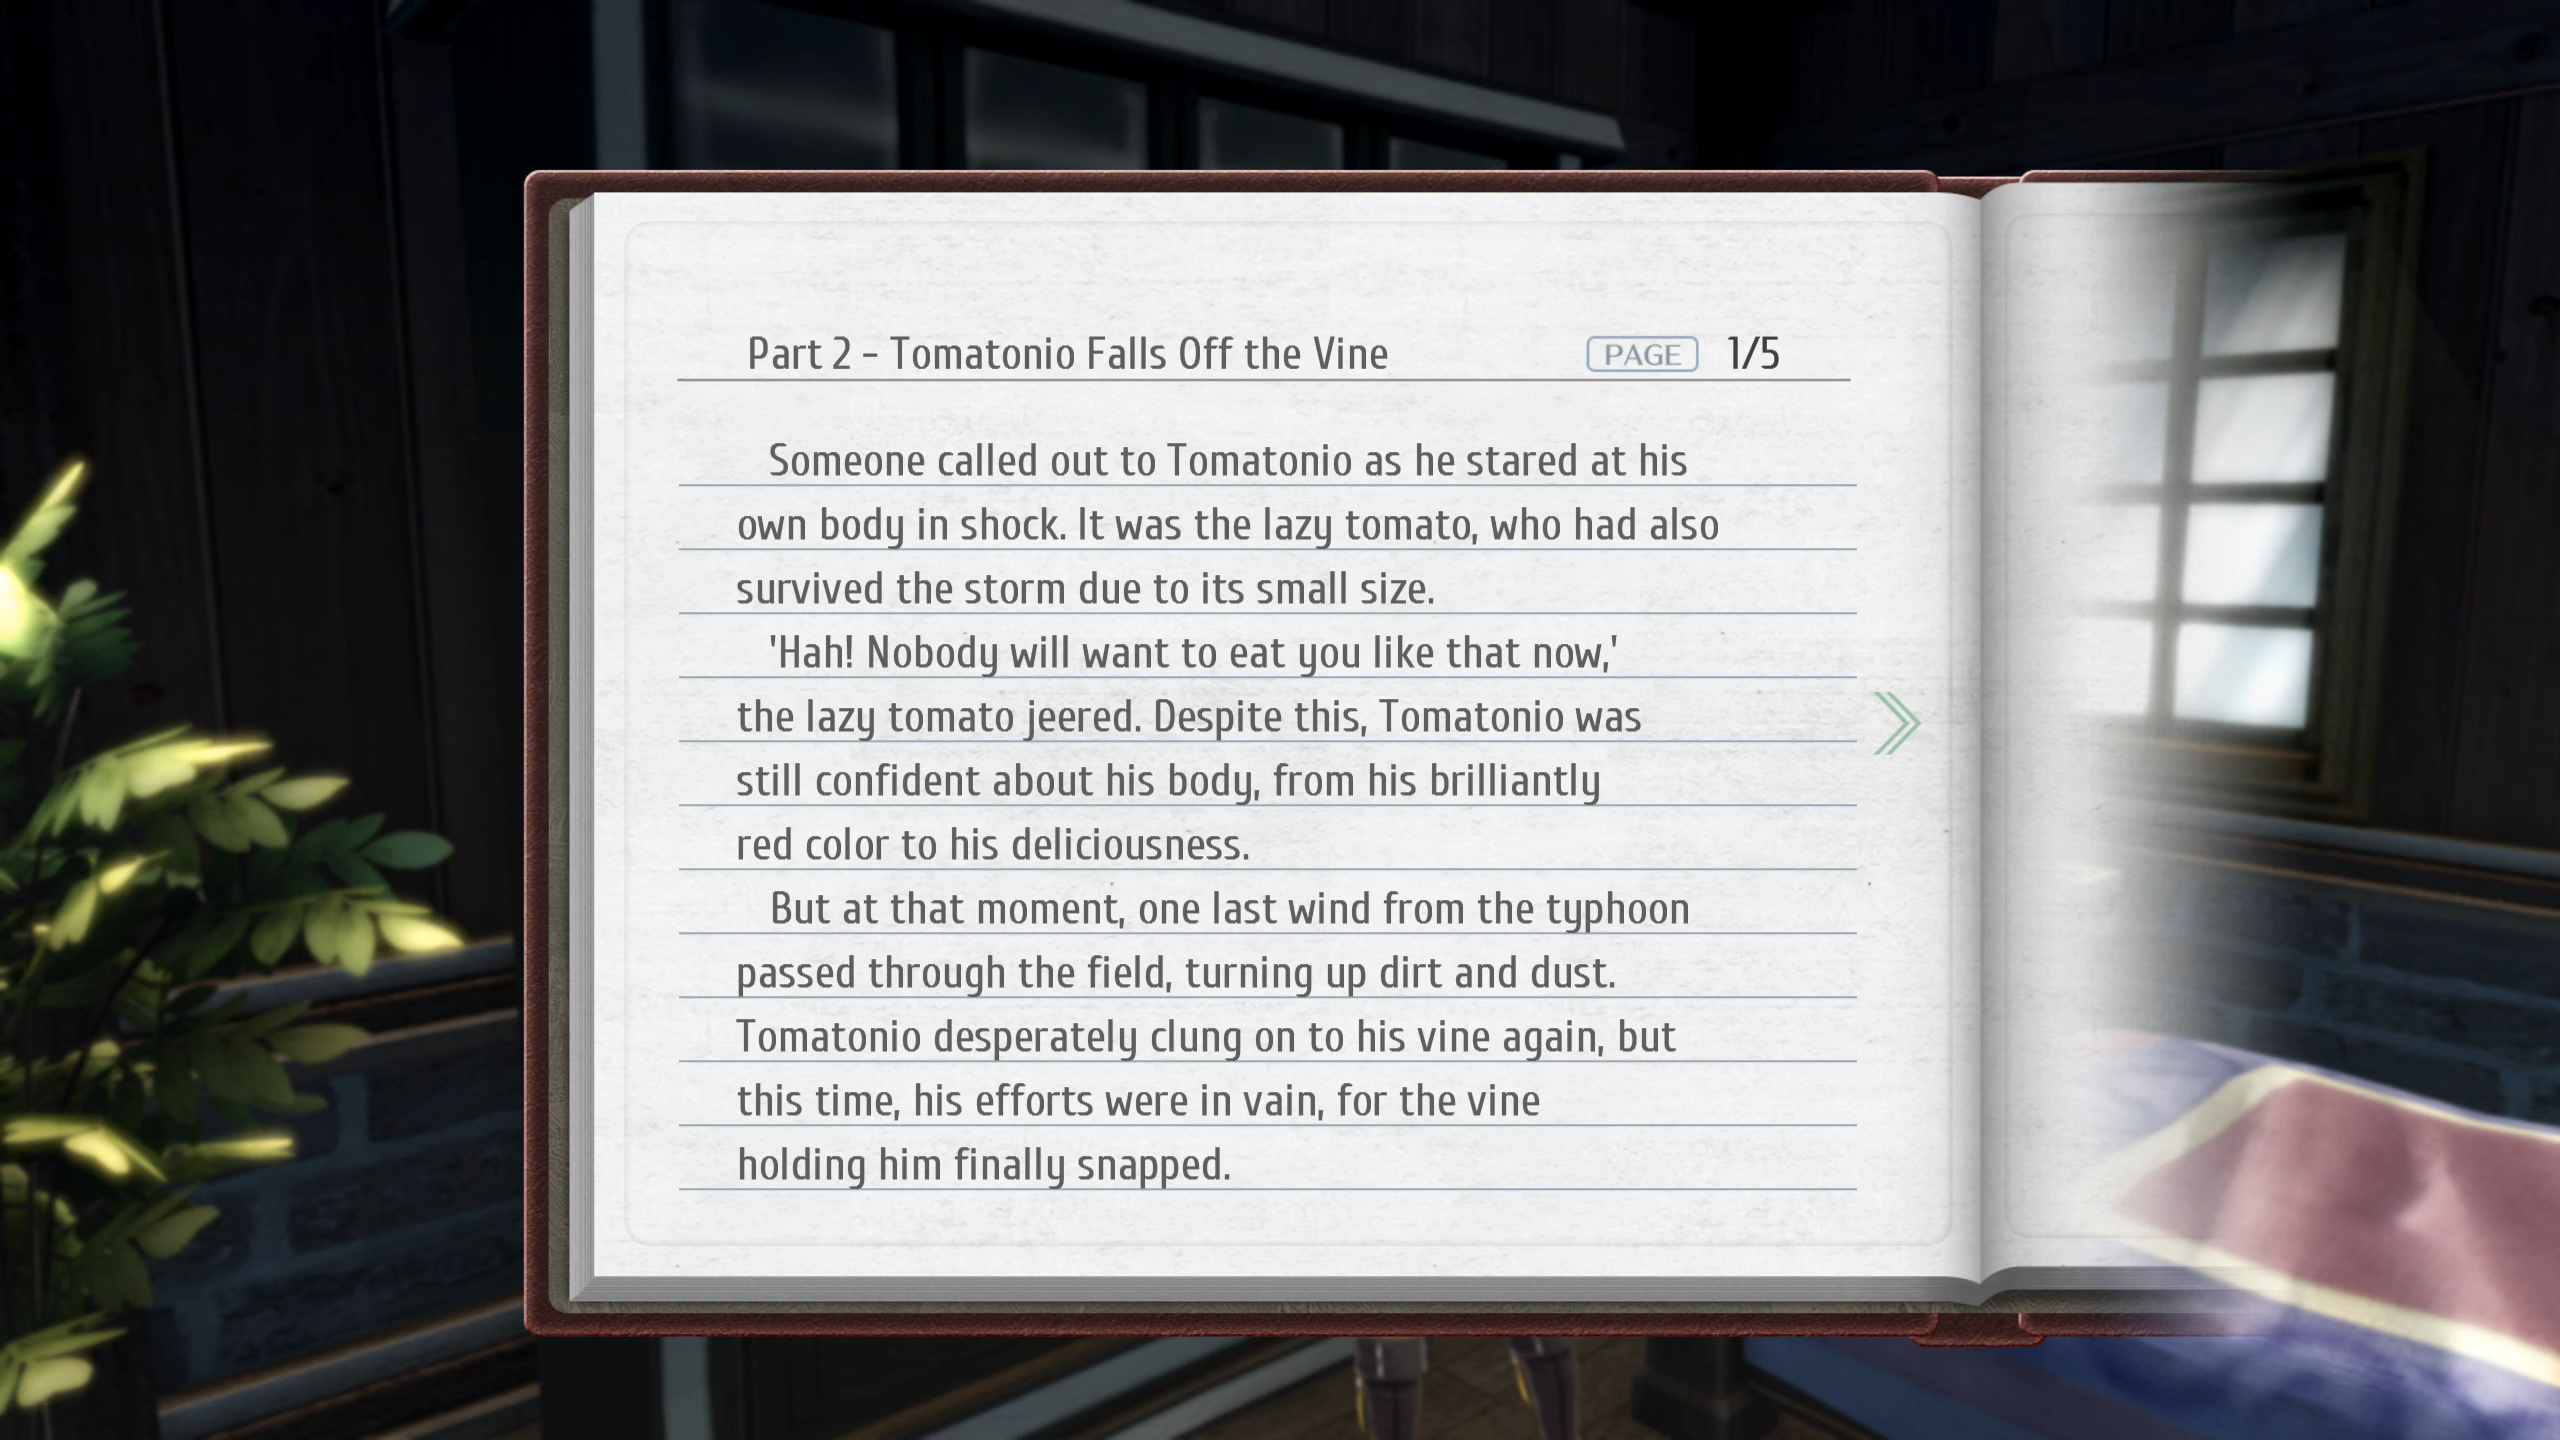 Part 2 - Tomatonio Falls Off the Vine PAGE 1/5
Someone called out to Tomatonio as he stared at his
own body in shock. It was the lazy tomato, who had also
survived the storm due to its small size.
'Hah! Nobody will want to eat you like that now,'
the lazy tomato jeered. Despite this, Tomatonio was
still confident about his body, from his brilliantly
red color to his deliciousness.
But at that moment, one last wind from the typhoon
passed through the field, turning up dirt and dust.
Tomatonio desperately clung on to his vine again, but
this time, his efforts were in vain, for the vine
holding him finally snapped.